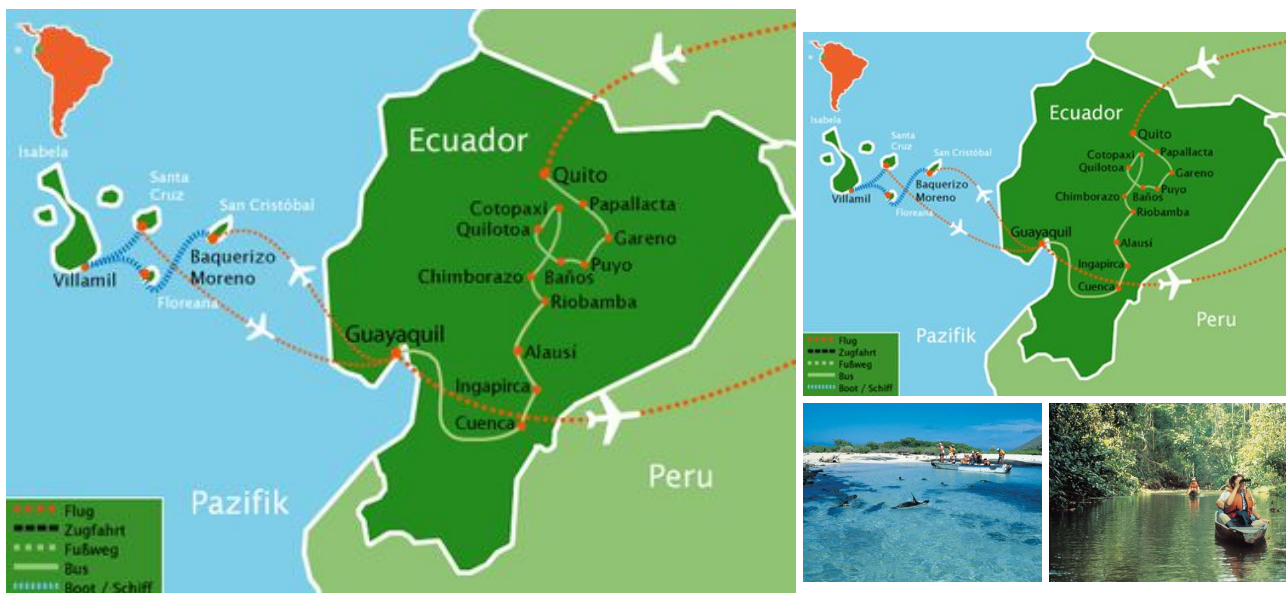 Isabela
Santa
Cruz
San Cristóbal
Villamil
Floreana
Baquerizo
Moreno
Ecuador
Quito
Papallacta
Cotopaxi
Quilotoa
Gareno
Puyo
Chimborazo
Baños
Riobamba
Guayaquil
Alausí
Ingapirca
Cuenca
Pazifik
Peru
Flug
Zugfahrt
Fußweg
Bus
Boot / Schiff
Isabela
Santa
Cruz
San Cristóbal
Villamil
Floreana
Baquerizo
Moreno
Ecuador
Quito
Papallacta
Cotopaxi
Quilotoa
Gareno
Puyo
Chimborazo
Baños
Riobamba
Guayaquil
Alausí
Ingapirca
Cuenca
Pazifik
Peru
Flug
Zugfahrt
Fußweg
Bus
Boot / Schiff